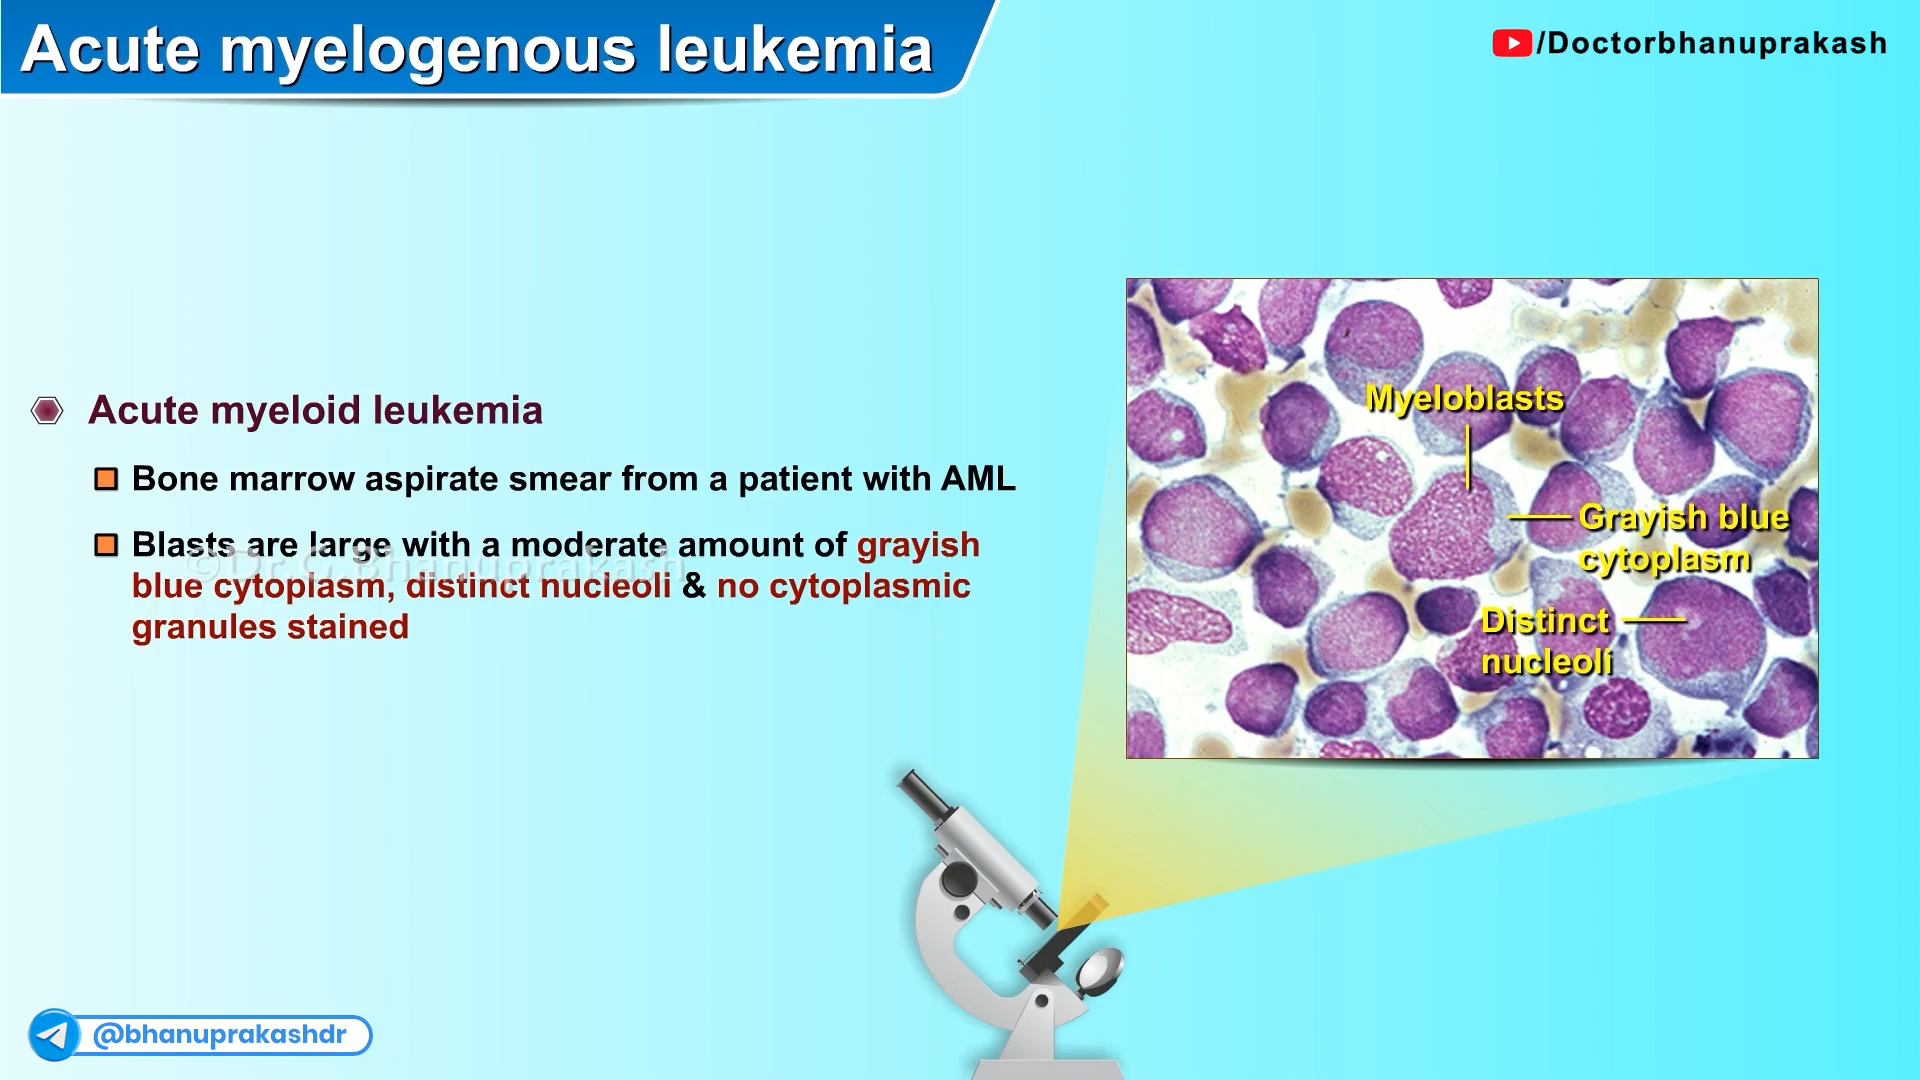 Acute myelogenous leukemia
/Doctorbhanuprakash
Acute myeloid leukemia
Bone marrow aspirate smear from a patient with AML
Blasts are large with a moderate amount of grayish
blue cytoplasm, distinct nucleoli & no cytoplasmic
granules stained
©Dr.G.Bhanuprakash
Myeloblasts
Grayish blue
cytoplasm
Distinct
nucleoli
@bhanuprakashdr